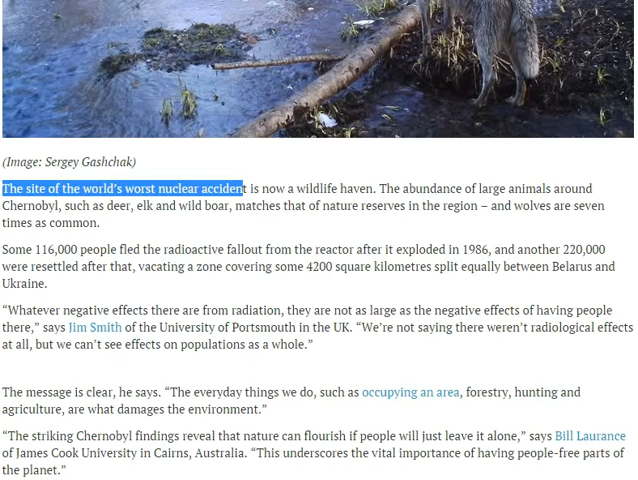 (Image: Sergey Gashchak)
The site of the world’s worst nuclear accident is now a wildlife haven. The abundance of large animals around
Chernobyl, such as deer, elk and wild boar, matches that of nature reserves in the region – and wolves are seven
times as common.
Some 116,000 people fled the radioactive fallout from the reactor after it exploded in 1986, and another 220,000
were resettled after that, vacating a zone covering some 4200 square kilometres split equally between Belarus and
Ukraine.
“Whatever negative effects there are from radiation, they are not as large as the negative effects of having people
there,” says Jim Smith of the University of Portsmouth in the UK. “We’re not saying there weren’t radiological effects
at all, but we can’t see effects on populations as a whole.”
The message is clear, he says. “The everyday things we do, such as occupying an area, forestry, hunting and
agriculture, are what damages the environment.”
“The striking Chernobyl findings reveal that nature can flourish if people will just leave it alone,” says Bill Laurance
of James Cook University in Cairns, Australia. “This underscores the vital importance of having people-free parts of
the planet.”